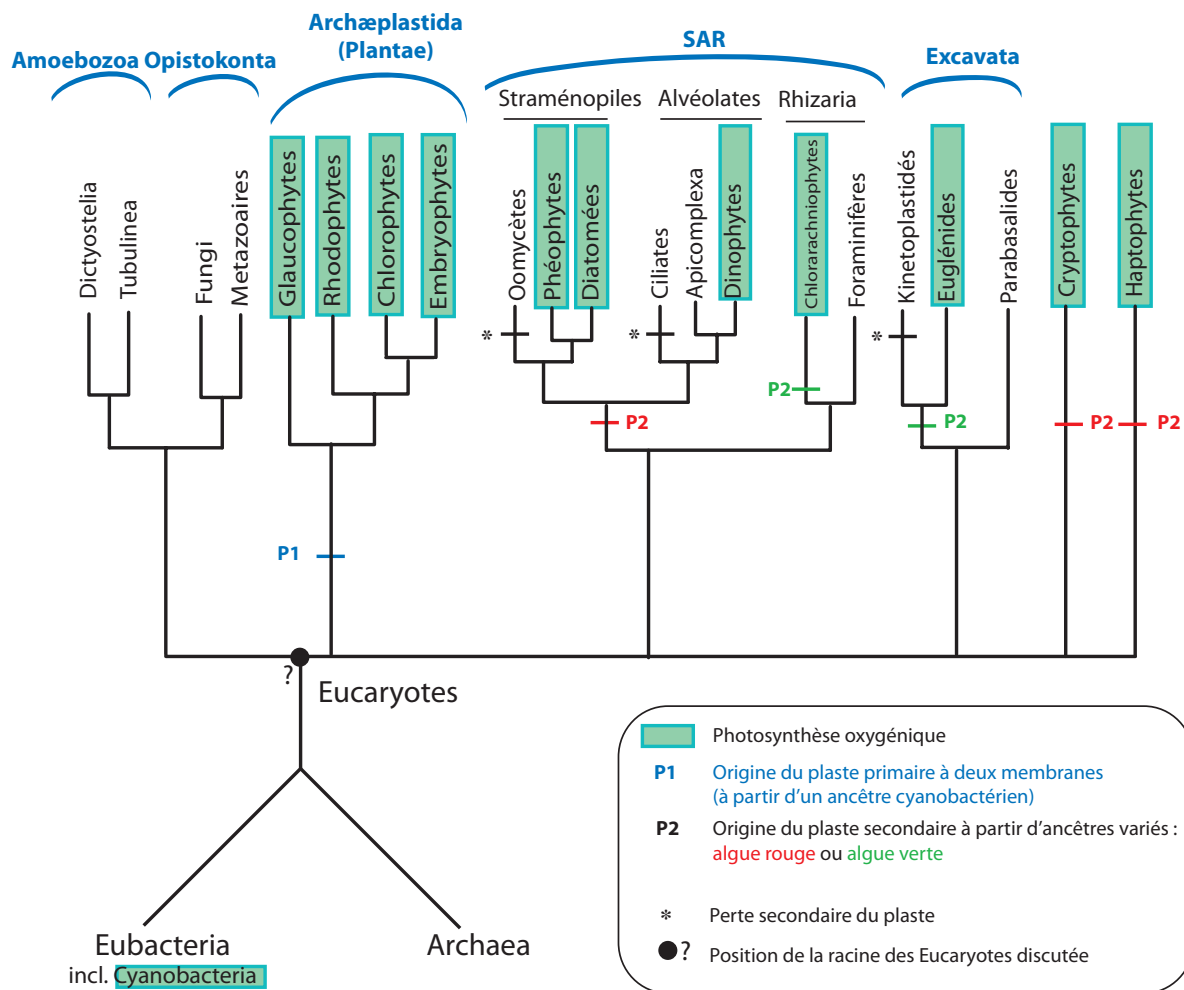 Archæplastida
(Plantae)
SAR
Amoebozoa Opistokonta
Excavata
Straménopiles
Alvéolates
Rhizaria
Dictyostelia
Tubulinea
Fungi
Metazoaires
Glaucophytes
Rhodophytes
Chlorophytes
Embryophytes
Oomycètes
Phéophytes
Diatomées
Ciliates
Apicomplexa
Dinophytes
Chlorarachniophytes
Foraminifères
Kinetoplastidés
Euglénides
Parabasalides
Cryptophytes
Haptophytes
*
*
*
P2
P2
P2
P2
P2
P1
?
Eucaryotes
Eubacteria
incl. Cyanobacteria
Archaea
Photosynthèse oxygénique
P1 Origine du plaste primaire à deux membranes
(à partir d'un ancêtre cyanobactérien)
P2 Origine du plaste secondaire à partir d'ancêtres variés :
algue rouge ou algue verte
* Perte secondaire du plaste
? Position de la racine des Eucaryotes discutée